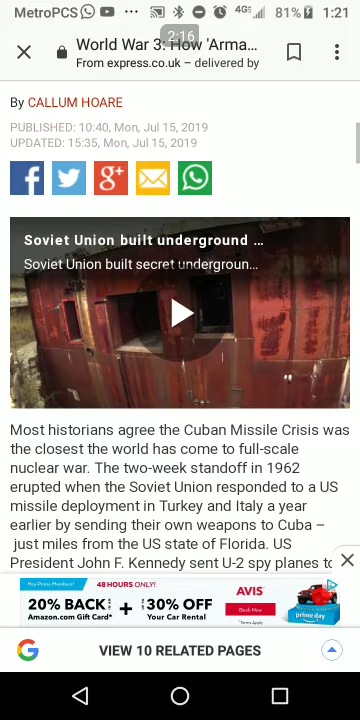 MetroPCS 4G 81% 1:21
2:16
World War 3: How 'Arma…
From express.co.uk – delivered by
By CALLUM HOARE
PUBLISHED: 10:40, Mon, Jul 15, 2019
UPDATED: 15:35, Mon, Jul 15, 2019
Soviet Union built underground …
Soviet Union built secret undergroun…
Most historians agree the Cuban Missile Crisis was
the closest the world has come to full-scale
nuclear war. The two-week standoff in 1962
erupted when the Soviet Union responded to a US
missile deployment in Turkey and Italy a year
earlier by sending their own weapons to Cuba –
just miles from the US state of Florida. US
President John F. Kennedy sent U-2 spy planes to
Hey Prime Members! 48 HOURS ONLY!
20% BACK + 30% OFF
Amazon.com Gift Card* Your Car Rental
AVIS
Book Now
*Terms Apply
prime day
VIEW 10 RELATED PAGES